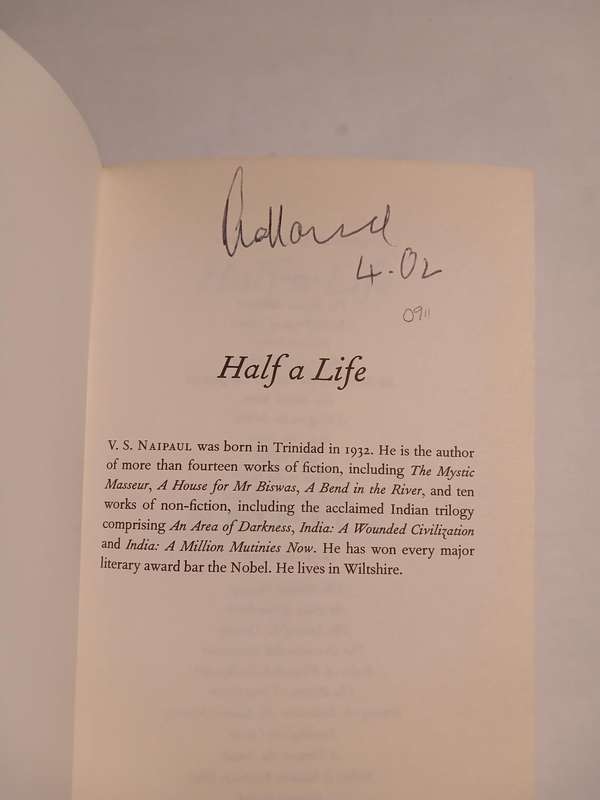 4.02
0911
Half a Life
V. S. NAIPAUL was born in Trinidad in 1932. He is the author
of more than fourteen works of fiction, including The Mystic
Masseur, A House for Mr Biswas, A Bend in the River, and ten
works of non-fiction, including the acclaimed Indian trilogy
comprising An Area of Darkness, India: A Wounded Civilization
and India: A Million Mutinies Now. He has won every major
literary award bar the Nobel. He lives in Wiltshire.